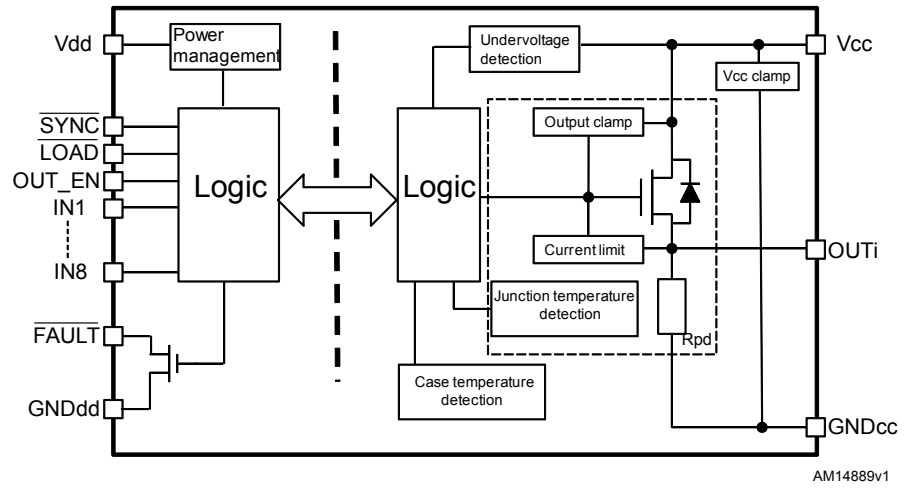 Vdd
Power
management
Undervoltage
detection
Vcc
Vcc clamp
SYNC
LOAD
OUT_EN
IN1
IN8
Logic
Logic
Output clamp
Current limit
OUTi
Junction temperature
detection
Rpd
FAULT
GNDdd
Case temperature
detection
GNDcc
AM14889v1